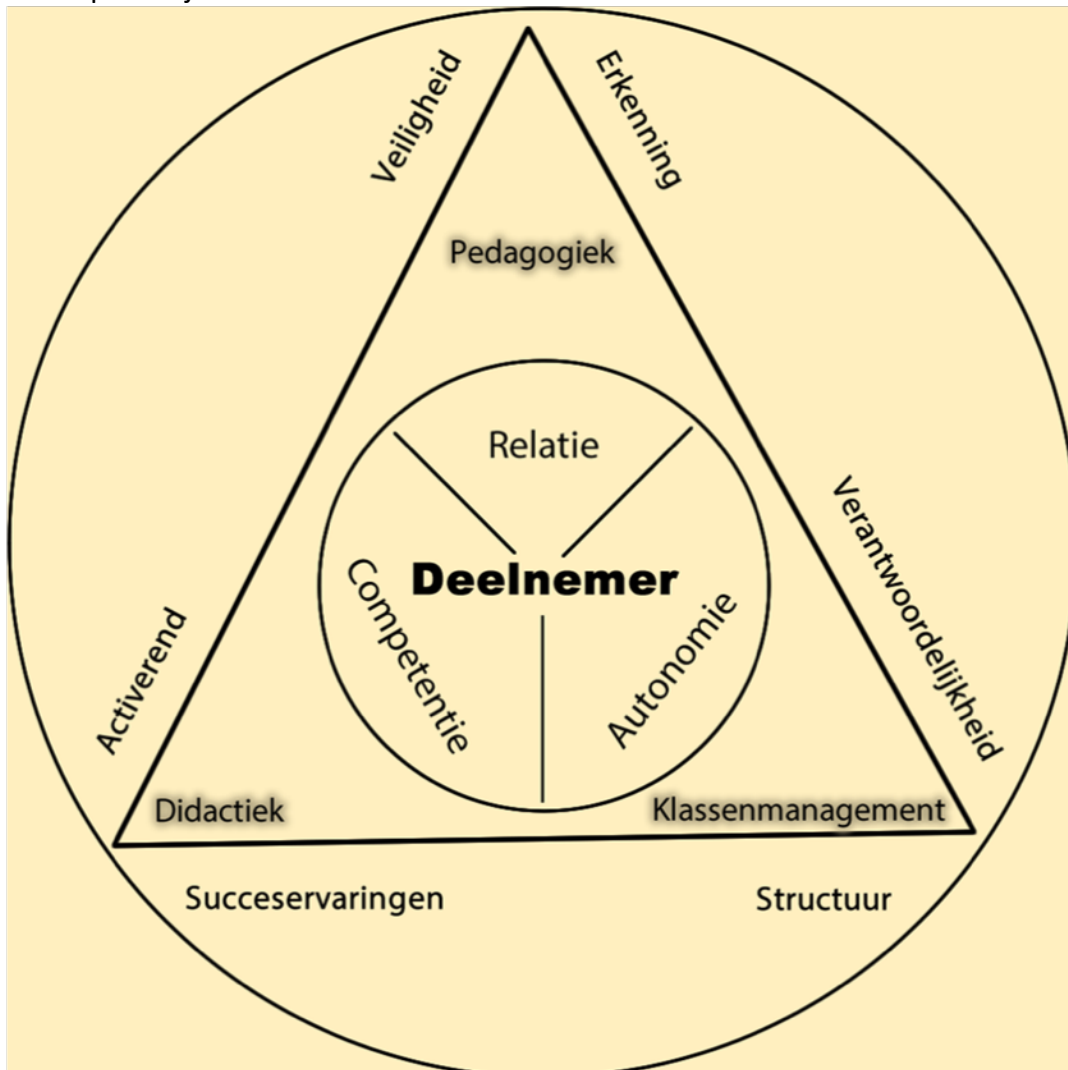 Veiligheid
Erkenning
Pedagogiek
Relatie
Deelnemer
Competentie
Autonomie
Activerend
Verantwoordelijkheid
Didactiek
Klassenmanagement
Succeservaringen
Structuur